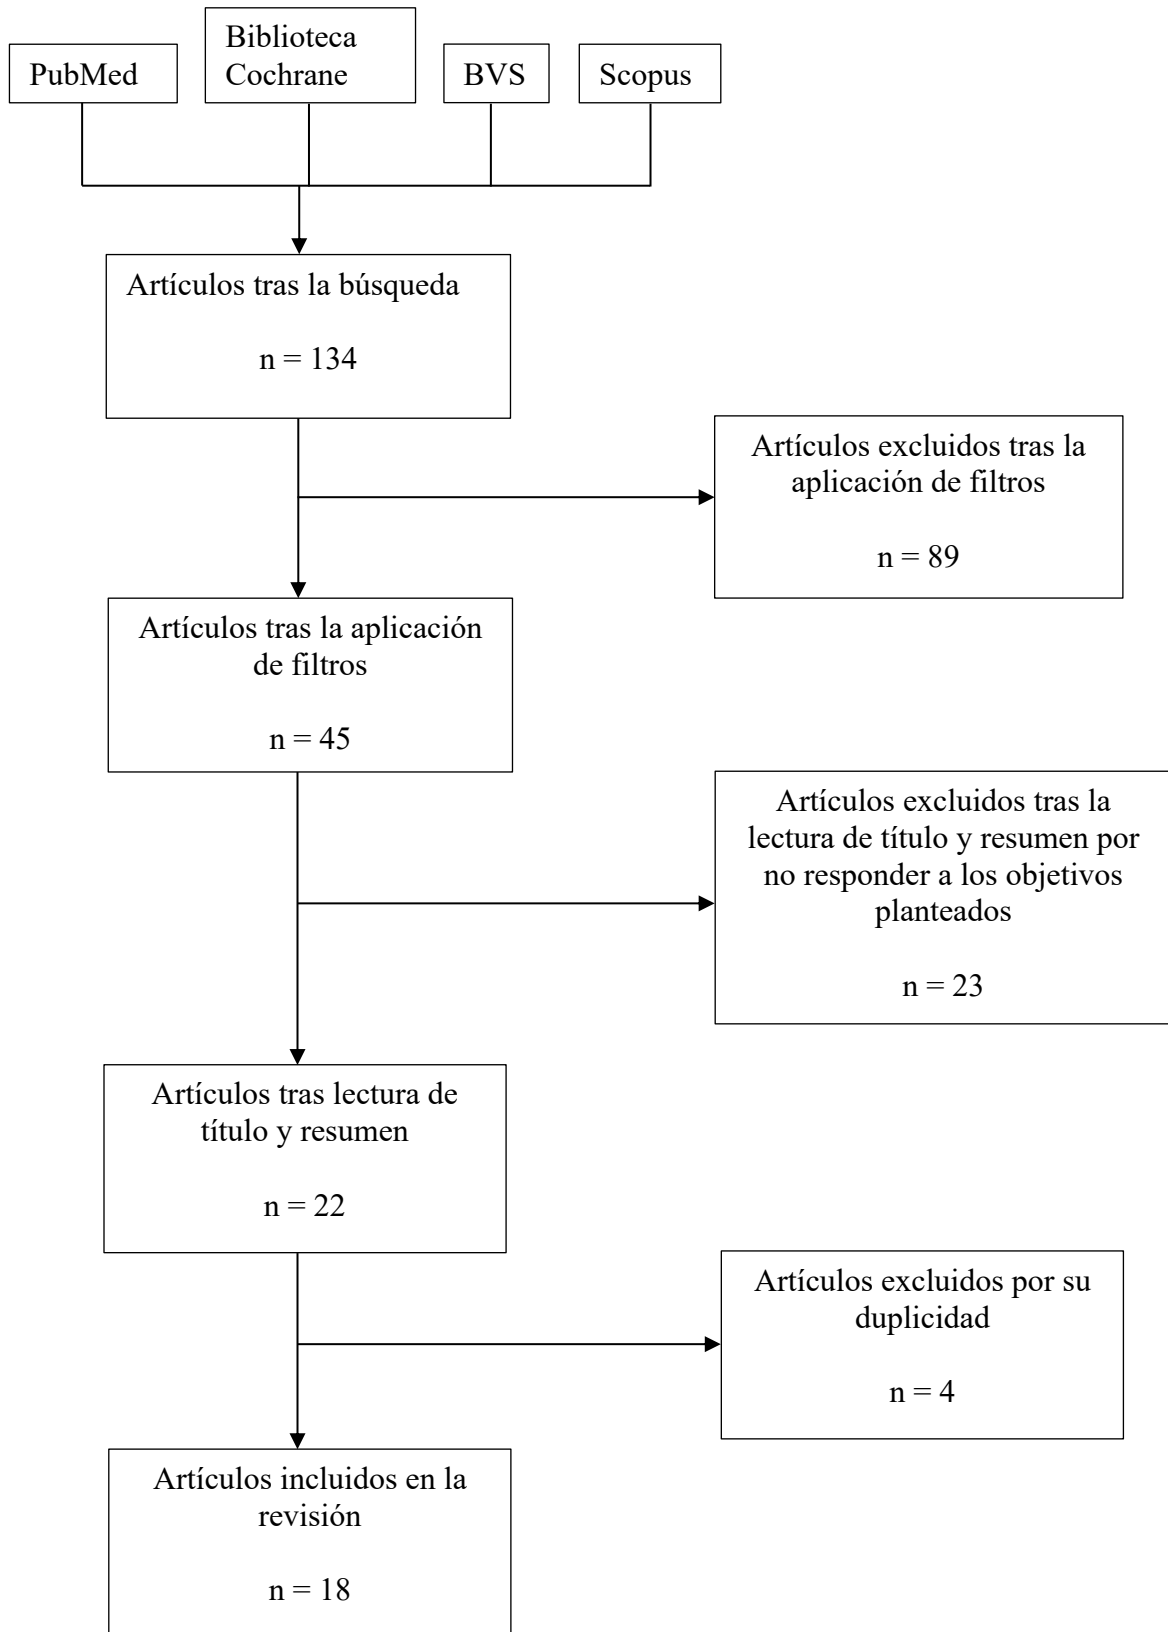 PubMed
Biblioteca
Cochrane
BVS
Scopus
Artículos tras la búsqueda
n = 134
Artículos excluidos tras la
aplicación de filtros
n = 89
Artículos tras la aplicación
de filtros
n = 45
Artículos excluidos tras la
lectura de título y resumen por
no responder a los objetivos
planteados
n = 23
Artículos tras lectura de
título y resumen
n = 22
Artículos excluidos por su
duplicidad
n = 4
Artículos incluidos en la
revisión
n = 18